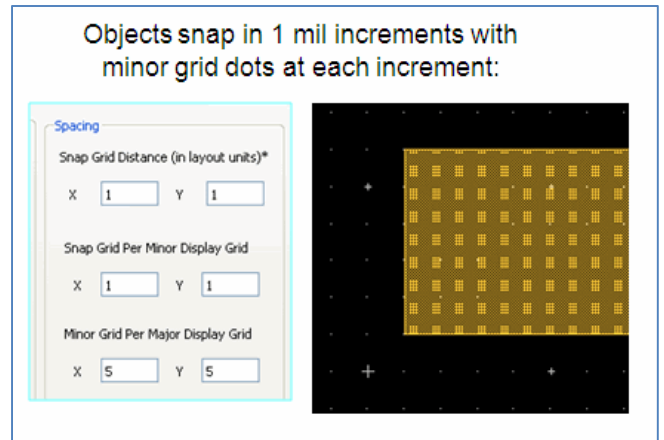 Objects snap in 1 mil increments with
minor grid dots at each increment:
Spacing
Snap Grid Distance (in layout units)*
X 1 Y 1
Snap Grid Per Minor Display Grid
X 1 Y 1
Minor Grid Per Major Display Grid
X 5 Y 5